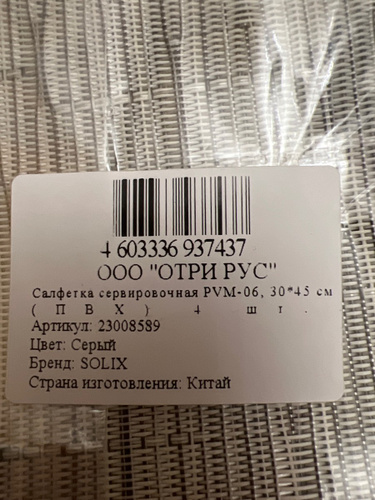 4 603336 937437
ООО "ОТРИ РУС"
Салфетка сервировочная PVM-06, 30*45 см
( П В Х ) 4 шт.
Артикул: 23008589
Цвет: Серый
Бренд: SOLIX
Страна изготовления: Китай